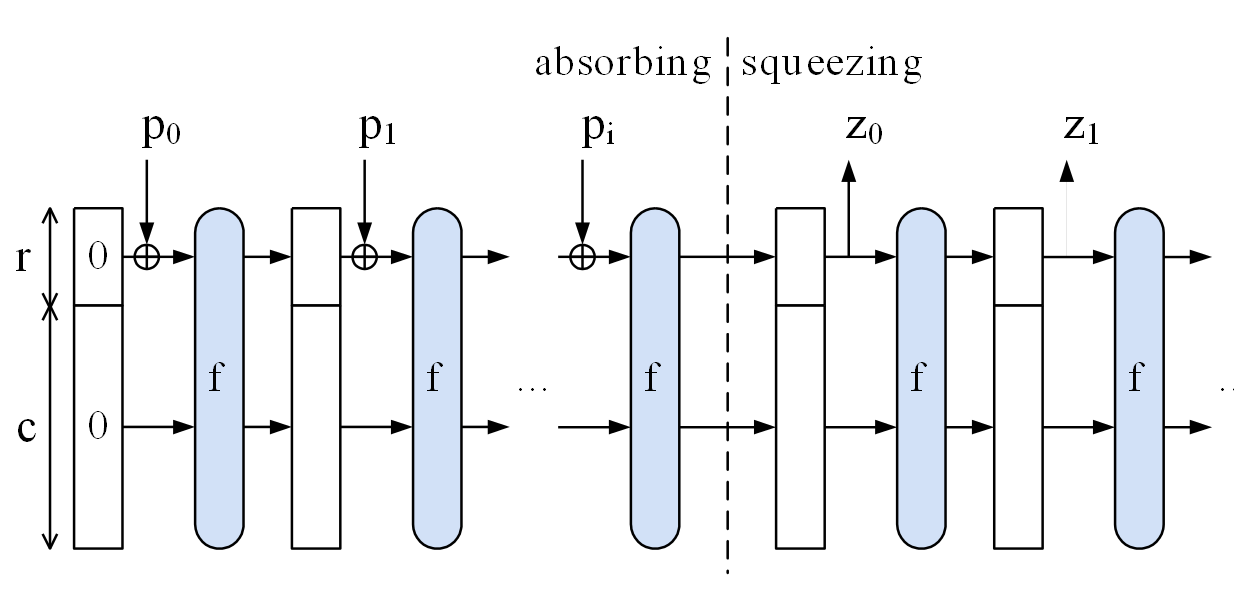 absorbing squeezing
p0 p1 pi z0 z1
r 0
f f ... f f f ..
c 0